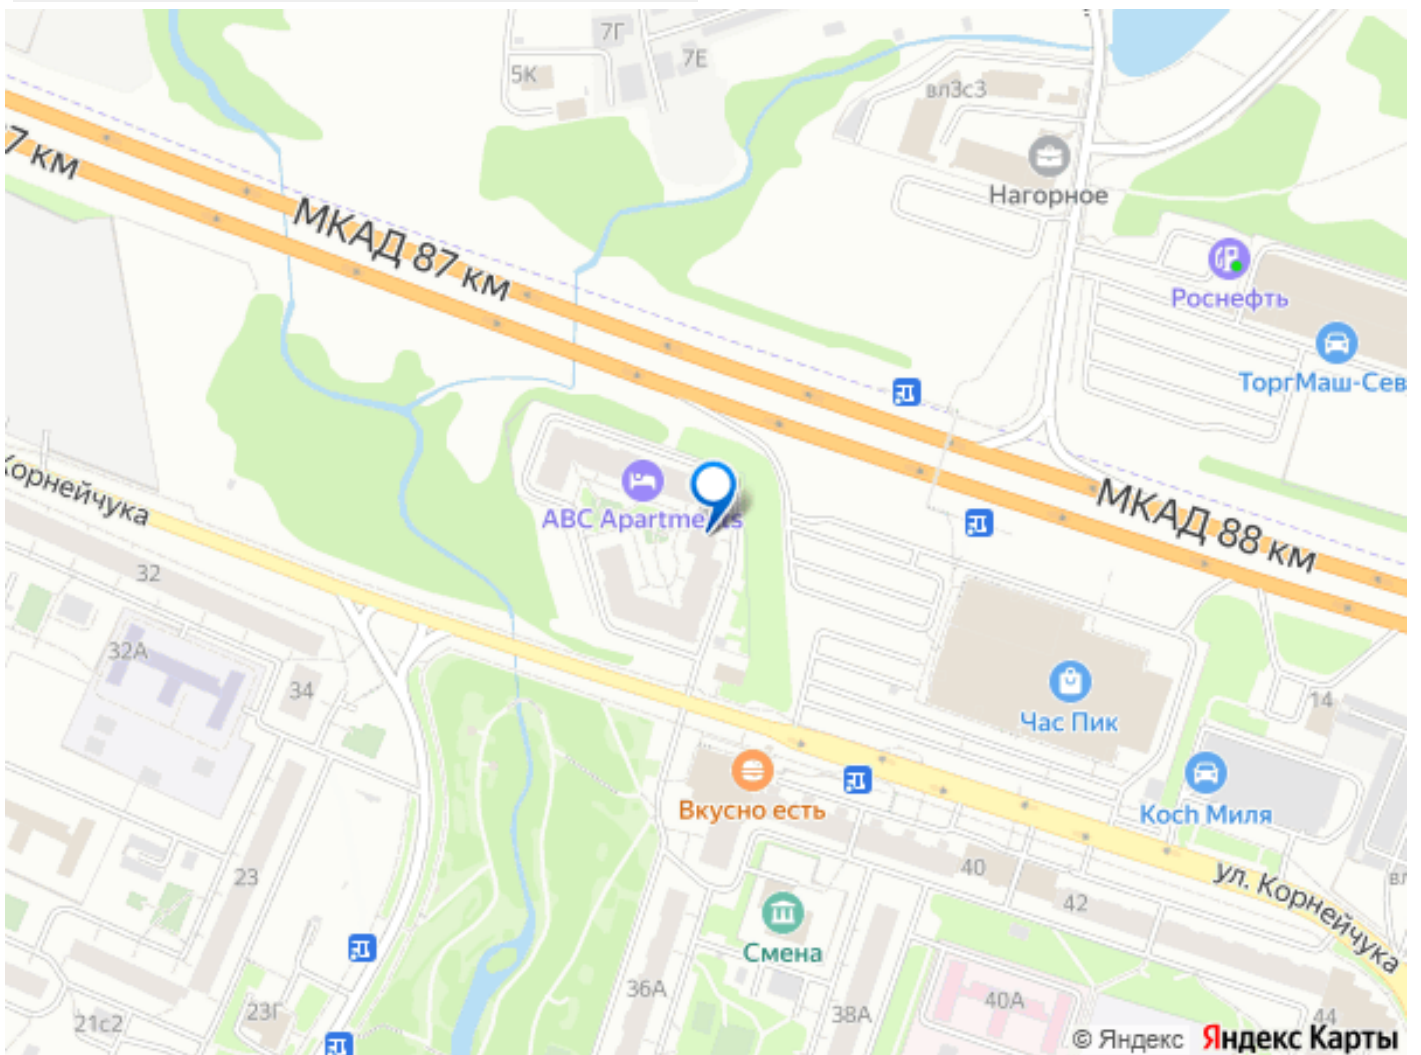 7Г
7Е
5К
вл3с3
7 км
Нагорное
МКАД 87 км
Роснефть
ТоргМаш-Сев
Корнейчука
ABC Apartments
МКАД 88 км
32
32А
34
14
Час Пик
Вкусно есть
Koch Миля
23
40
ул. Корнейчука
42
вл
Смена
36А
38А
40А
23Г
21с2
44
© Яндекс Яндекс Карты